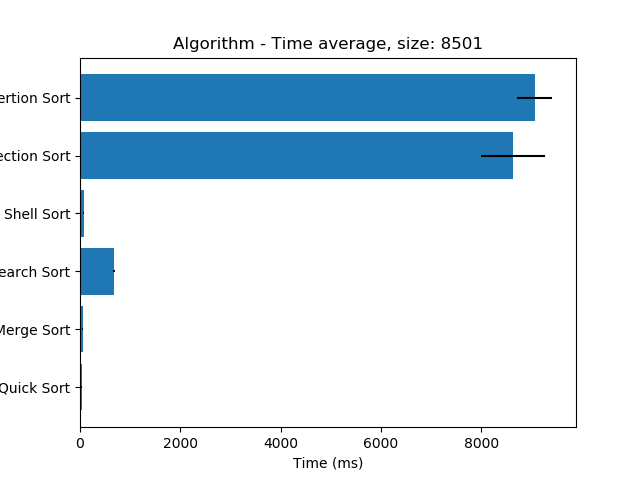 Algorithm - Time average, size: 8501
ertion Sort
ection Sort
Shell Sort
earch Sort
Merge Sort
Quick Sort
0 2000 4000 6000 8000
Time (ms)